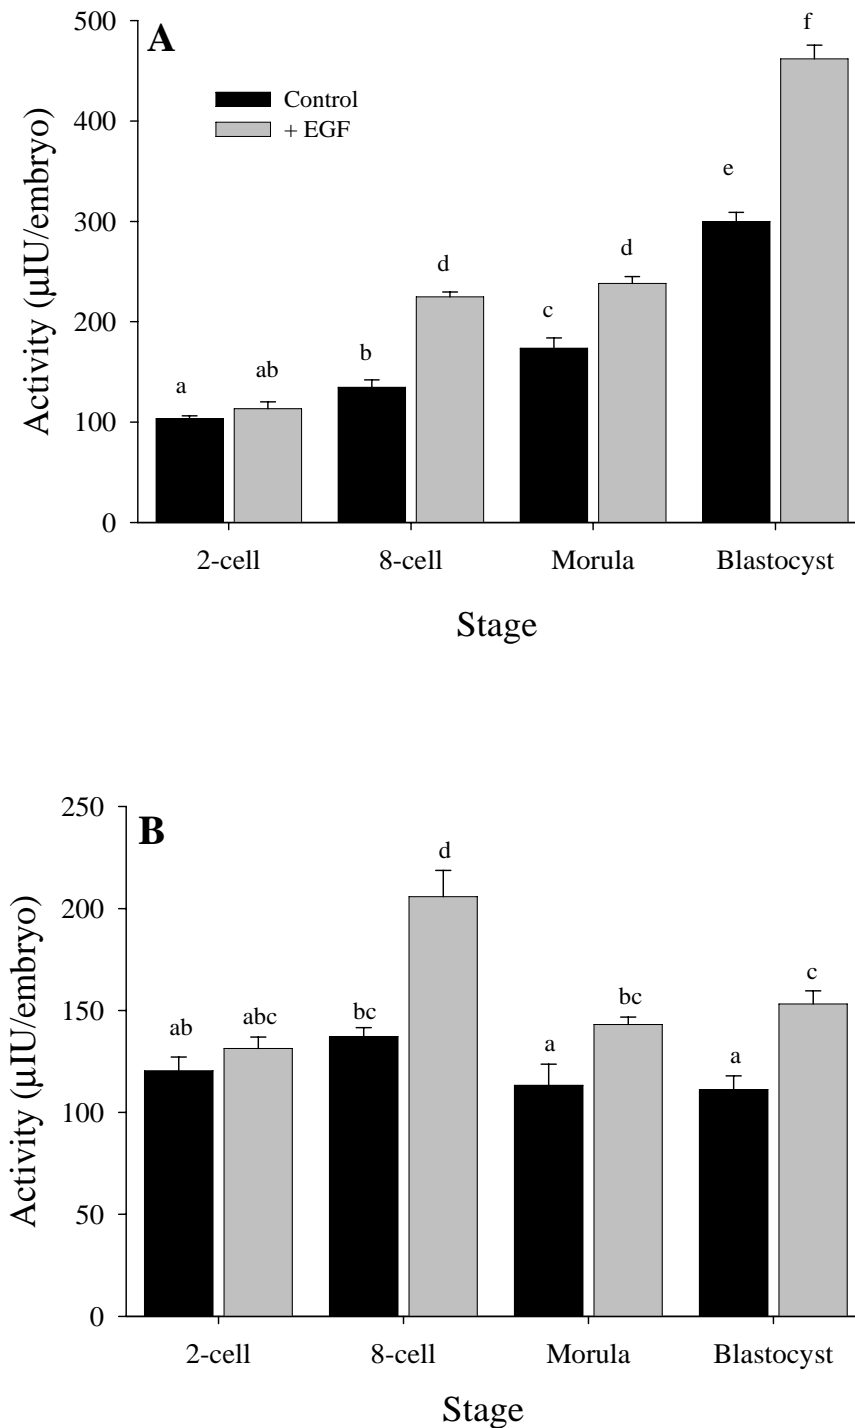 A
Control
+ EGF
Activity (µIU/embryo)
500
400
300
200
100
0
a
ab
b
d
c
d
e
f
2-cell
8-cell
Morula
Blastocyst
Stage
B
Activity (µIU/embryo)
250
200
150
100
50
0
ab
abc
bc
d
a
bc
a
c
2-cell
8-cell
Morula
Blastocyst
Stage